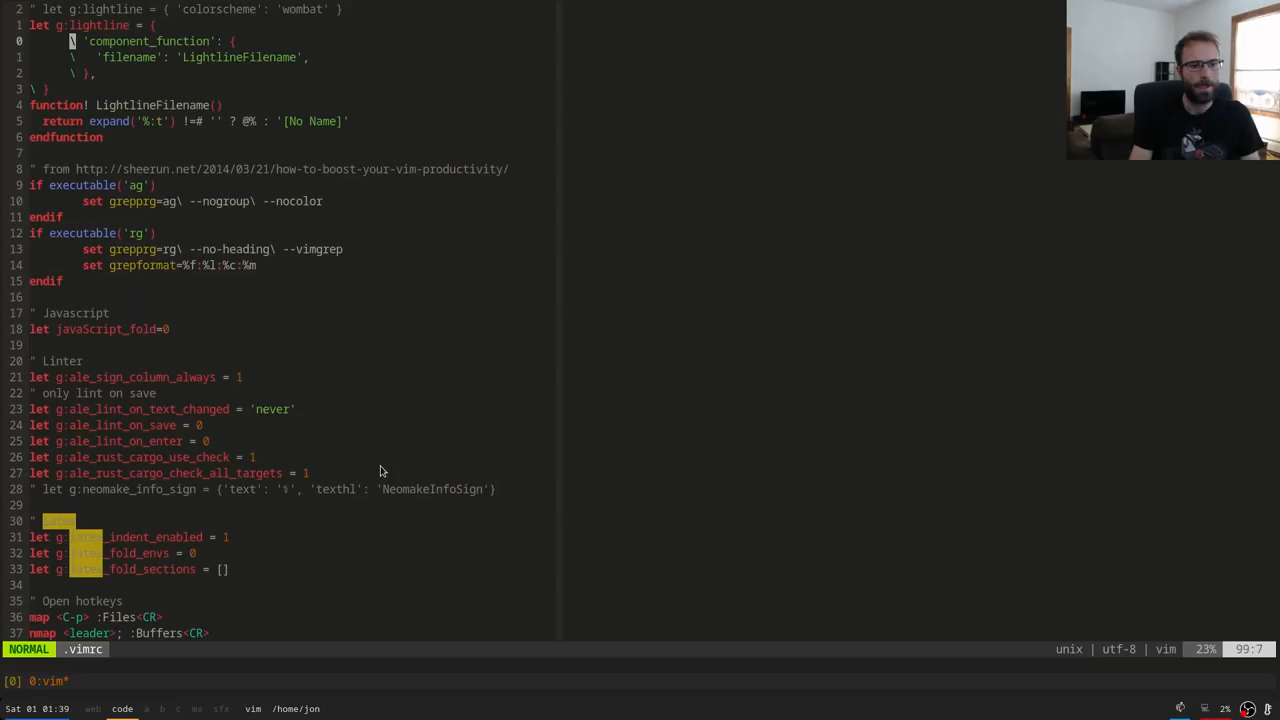 2 " let g:lightline = { 'colorscheme': 'wombat' }
1 let g:lightline = {
0 \ 'component_function': {
1 \ 'filename': 'LightlineFilename',
2 \ },
3 \ }
4 function! LightlineFilename()
5 return expand('%:t') !=# '' ? @% : '[No Name]'
6 endfunction
7
8 " from http://sheerun.net/2014/03/21/how-to-boost-your-vim-productivity/
9 if executable('ag')
10 set grepprg=ag\ --nogroup\ --nocolor
11 endif
12 if executable('rg')
13 set grepprg=rg\ --no-heading\ --vimgrep
14 set grepformat=%f:%l:%c:%m
15 endif
16
17 " Javascript
18 let javaScript_fold=0
19
20 " Linter
21 let g:ale_sign_column_always = 1
22 " only lint on save
23 let g:ale_lint_on_text_changed = 'never'
24 let g:ale_lint_on_save = 0
25 let g:ale_lint_on_enter = 0
26 let g:ale_rust_cargo_use_check = 1
27 let g:ale_rust_cargo_check_all_targets = 1
28 " let g:neomake_info_sign = {'text': '⚕', 'texthl': 'NeomakeInfoSign'}
29
30 " Latex
31 let g:latex_indent_enabled = 1
32 let g:latex_fold_envs = 0
33 let g:latex_fold_sections = []
34
35 " Open hotkeys
36 map <C-p> :Files<CR>
37 nmap <leader>; :Buffers<CR>
NORMAL .vimrc unix | utf-8 | vim 23% 99:7
[0] 0:vim*
Sat 01 01:39 web code a b c ms sfx vim /home/jon 2%